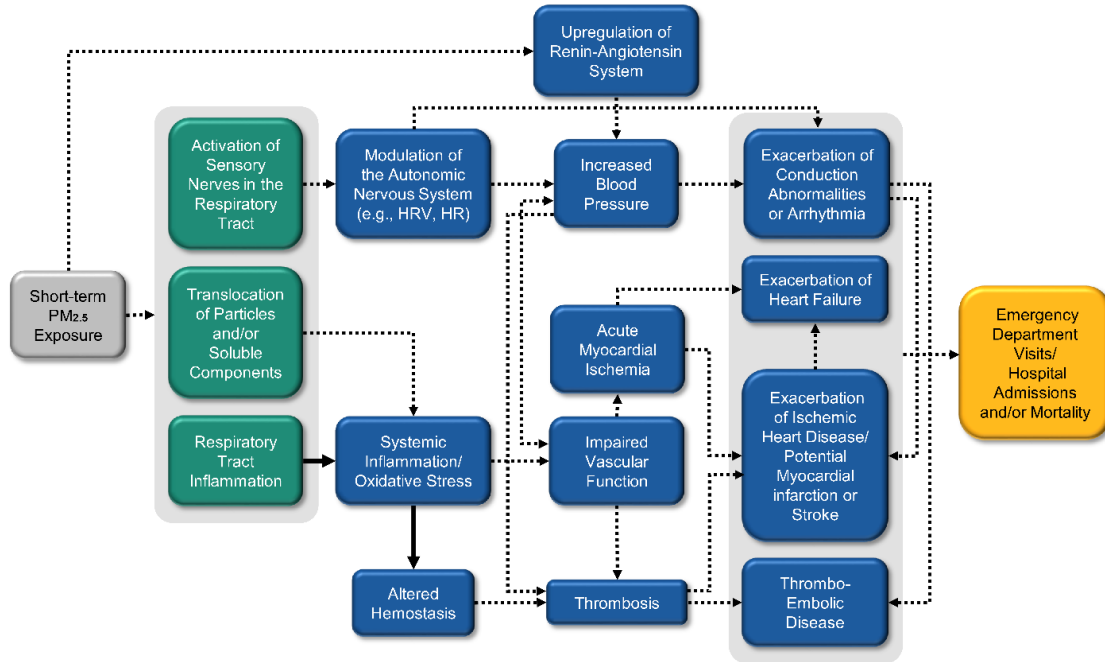 Upregulation of
Renin-Angiotensin
System
Activation of
Sensory
Nerves in the
Respiratory
Tract
Modulation of
the Autonomic
Nervous System
(e.g., HRV, HR)
Increased
Blood
Pressure
Exacerbation of
Conduction
Abnormalities
or Arrhythmia
Short-term
PM2.5
Exposure
Translocation
of Particles
and/or
Soluble
Components
Acute
Myocardial
Ischemia
Exacerbation of
Heart Failure
Emergency
Department
Visits/
Hospital
Admissions
and/or Mortality
Respiratory
Tract
Inflammation
Systemic
Inflammation/
Oxidative Stress
Impaired
Vascular
Function
Exacerbation
of Ischemic
Heart Disease/
Potential
Myocardial
infarction or
Stroke
Altered
Hemostasis
Thrombosis
Thrombo-
Embolic
Disease